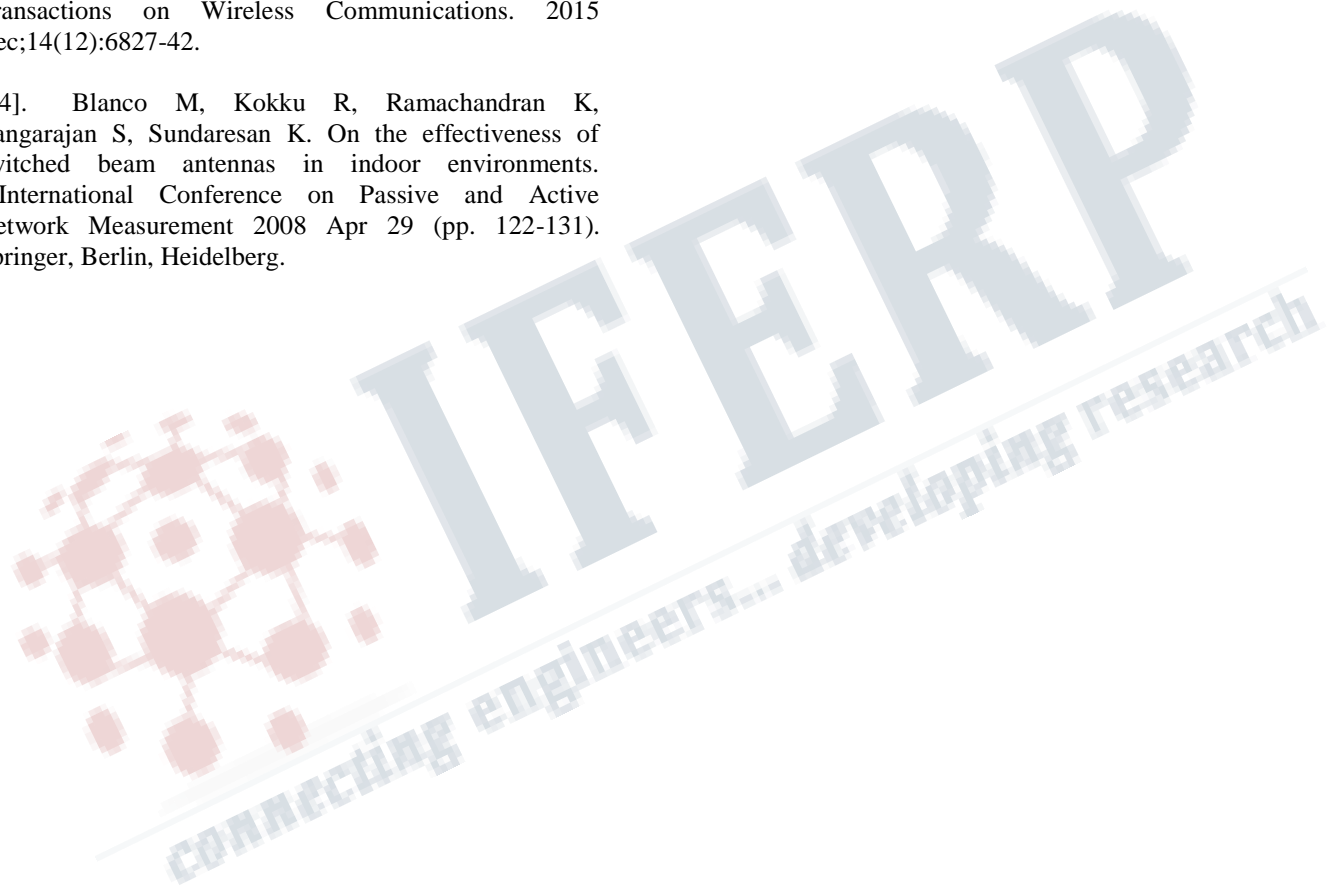 ransactions on Wireless Communications. 2015
ec;14(12):6827-42.
4]. Blanco M, Kokku R, Ramachandran K,
angarajan S, Sundaresan K. On the effectiveness of
vitched beam antennas in indoor environments.
International Conference on Passive and Active
etwork Measurement 2008 Apr 29 (pp. 122-131).
pringer, Berlin, Heidelberg.
IFERP
connecting engineers... developing research